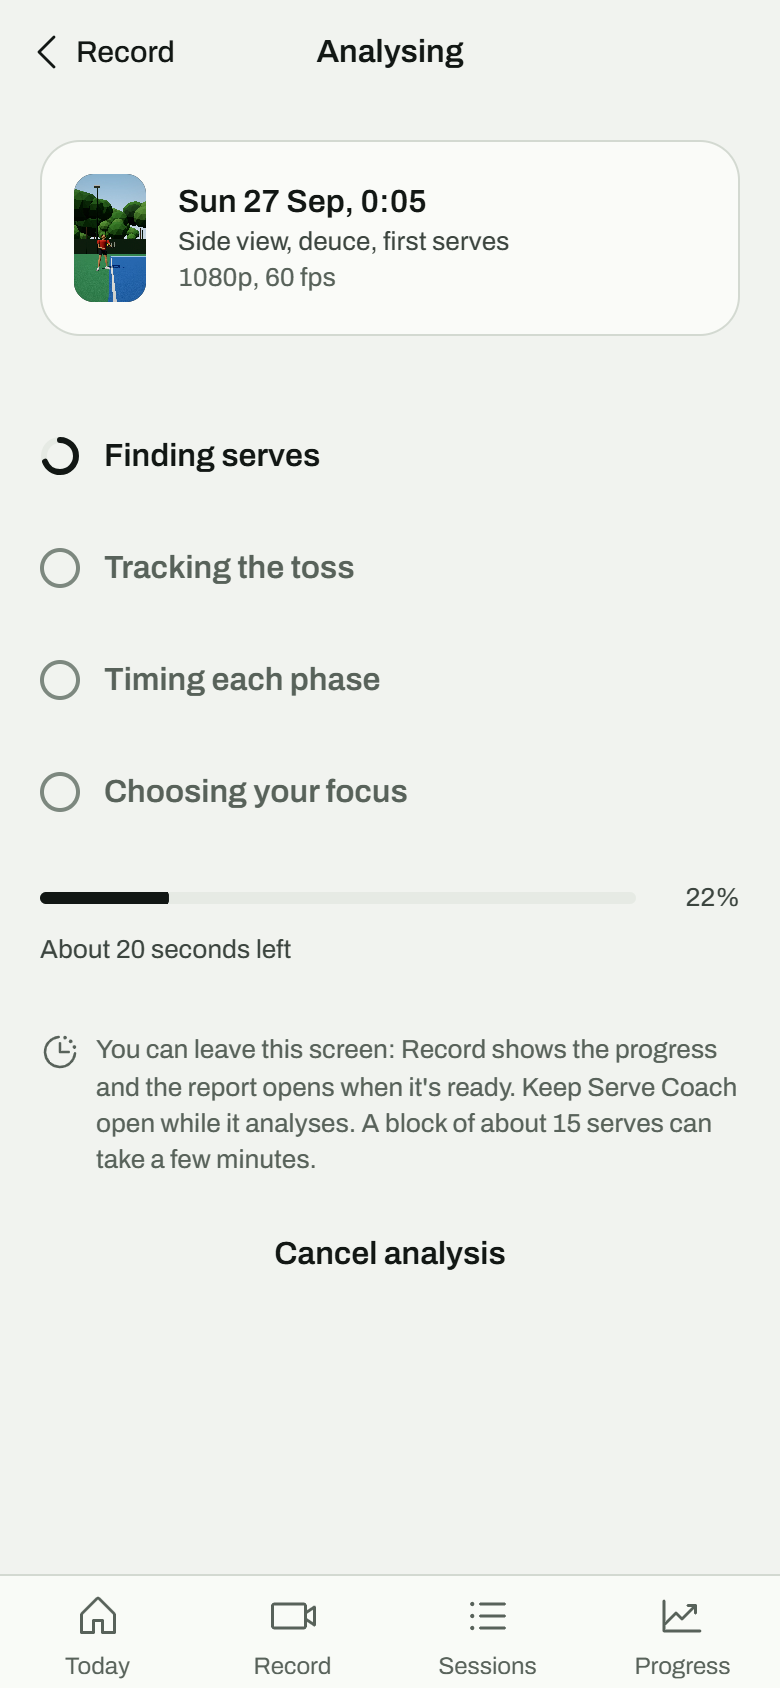 Record
Analysing
Sun 27 Sep, 0:05
Side view, deuce, first serves
1080p, 60 fps
Finding serves
Tracking the toss
Timing each phase
Choosing your focus
22%
About 20 seconds left
You can leave this screen: Record shows the progress
and the report opens when it's ready. Keep Serve Coach
open while it analyses. A block of about 15 serves can
take a few minutes.
Cancel analysis
Today
Record
Sessions
Progress